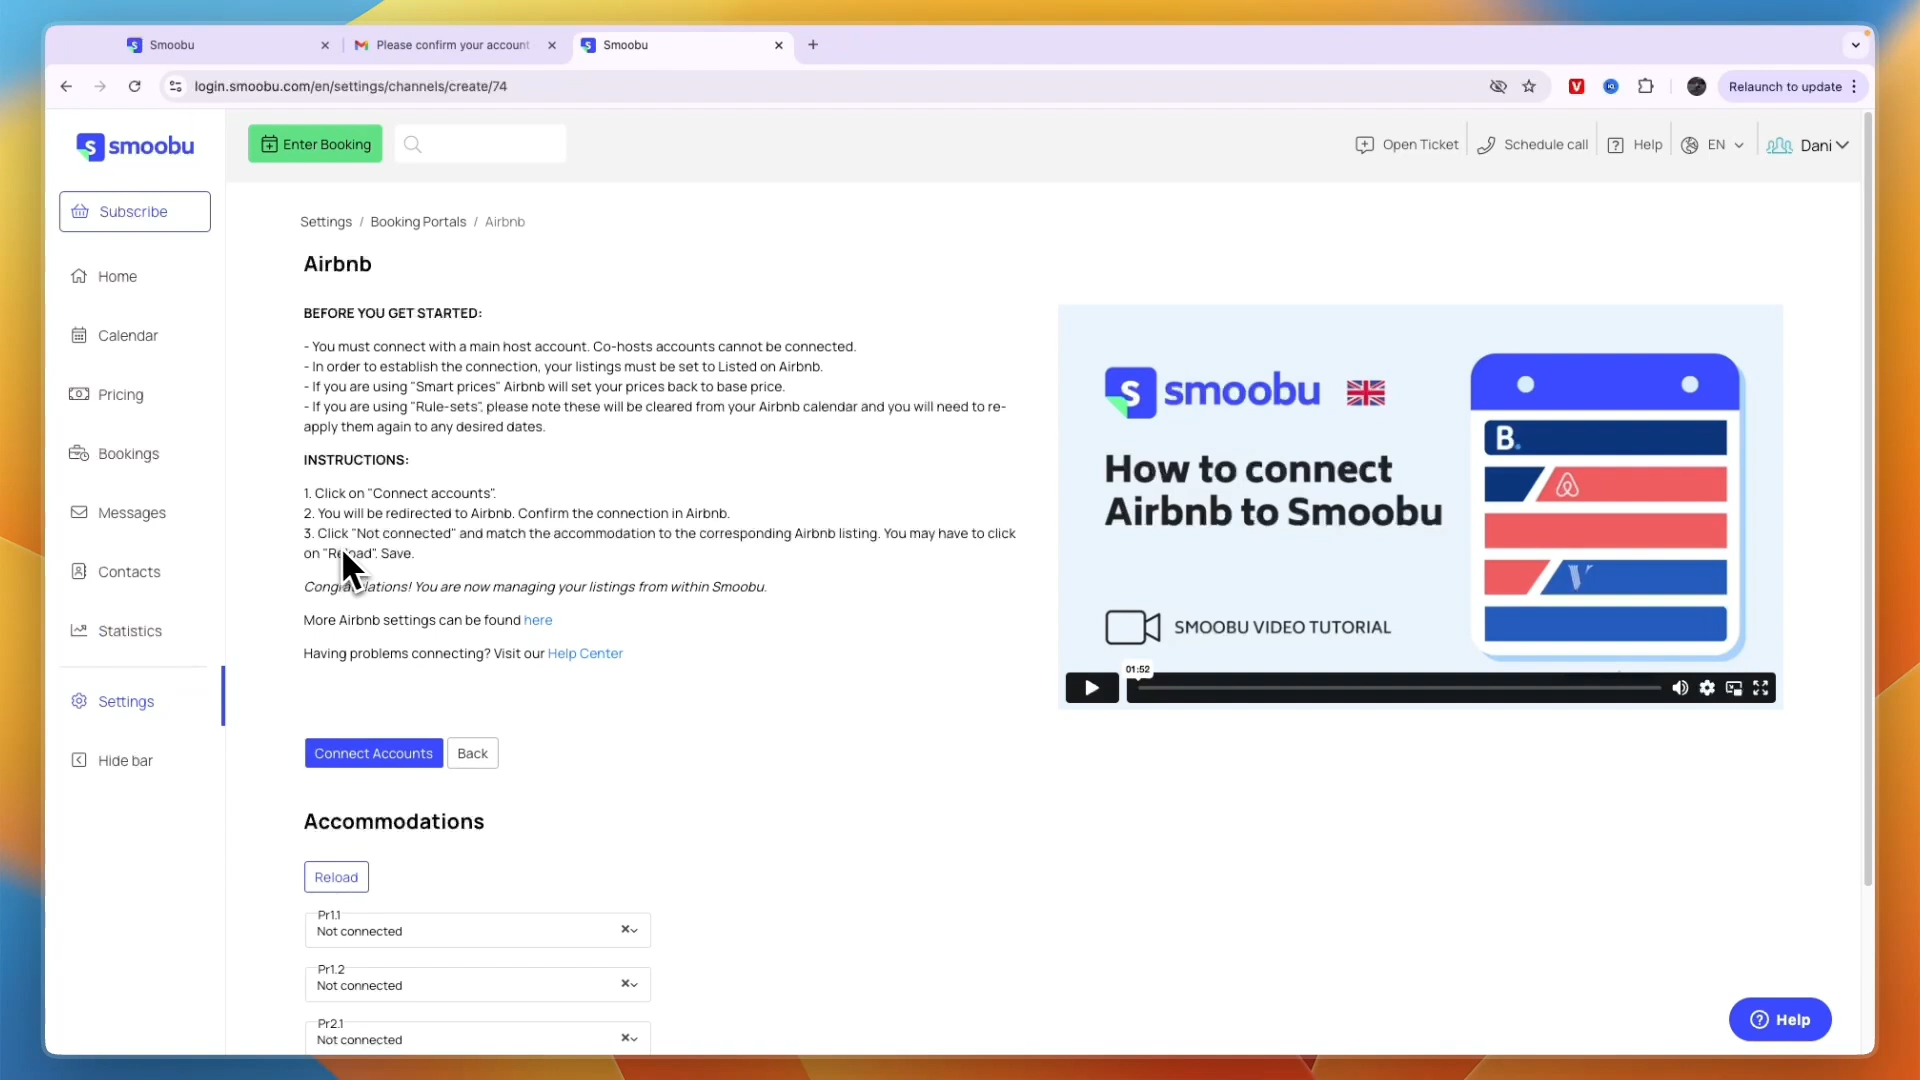 Smoobu
Please confirm your account
Smoobu
login.smoobu.com/en/settings/channels/create/74
Relaunch to update
smoobu
Enter Booking
Open Ticket
Schedule call
Help
EN
Dani
Subscribe
Home
Calendar
Pricing
Bookings
Messages
Contacts
Statistics
Settings
Hide bar
Settings / Booking Portals / Airbnb
Airbnb
BEFORE YOU GET STARTED:
- You must connect with a main host account. Co-hosts accounts cannot be connected.
- In order to establish the connection, your listings must be set to Listed on Airbnb.
- If you are using "Smart prices" Airbnb will set your prices back to base price.
- If you are using "Rule-sets", please note these will be cleared from your Airbnb calendar and you will need to re-
apply them again to any desired dates.
INSTRUCTIONS:
1. Click on "Connect accounts".
2. You will be redirected to Airbnb. Confirm the connection in Airbnb.
3. Click "Not connected" and match the accommodation to the corresponding Airbnb listing. You may have to click
on "Reload". Save.
Congratulations! You are now managing your listings from within Smoobu.
More Airbnb settings can be found here
Having problems connecting? Visit our Help Center
Connect Accounts
Back
smoobu
How to connect
Airbnb to Smoobu
SMOOBU VIDEO TUTORIAL
B.
01:52
Accommodations
Reload
Pr1.1
Not connected
Pr1.2
Not connected
Pr2.1
Not connected
Help